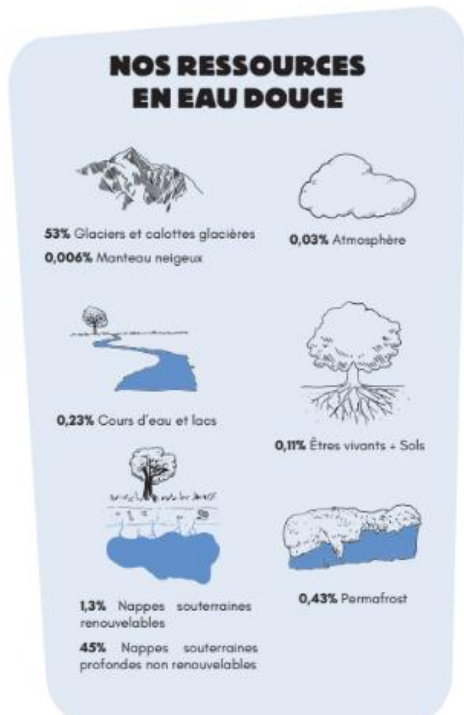 NOS RESSOURCES
EN EAU DOUCE
53% Glaciers et calottes glacières
0,006% Manteau neigeux
0,03% Atmosphère
0,23% Cours d'eau et lacs
0,11% Êtres vivants + Sols
1,3% Nappes souterraines
renouvelables
45% Nappes souterraines
profondes non renouvelables
0,43% Permafrost